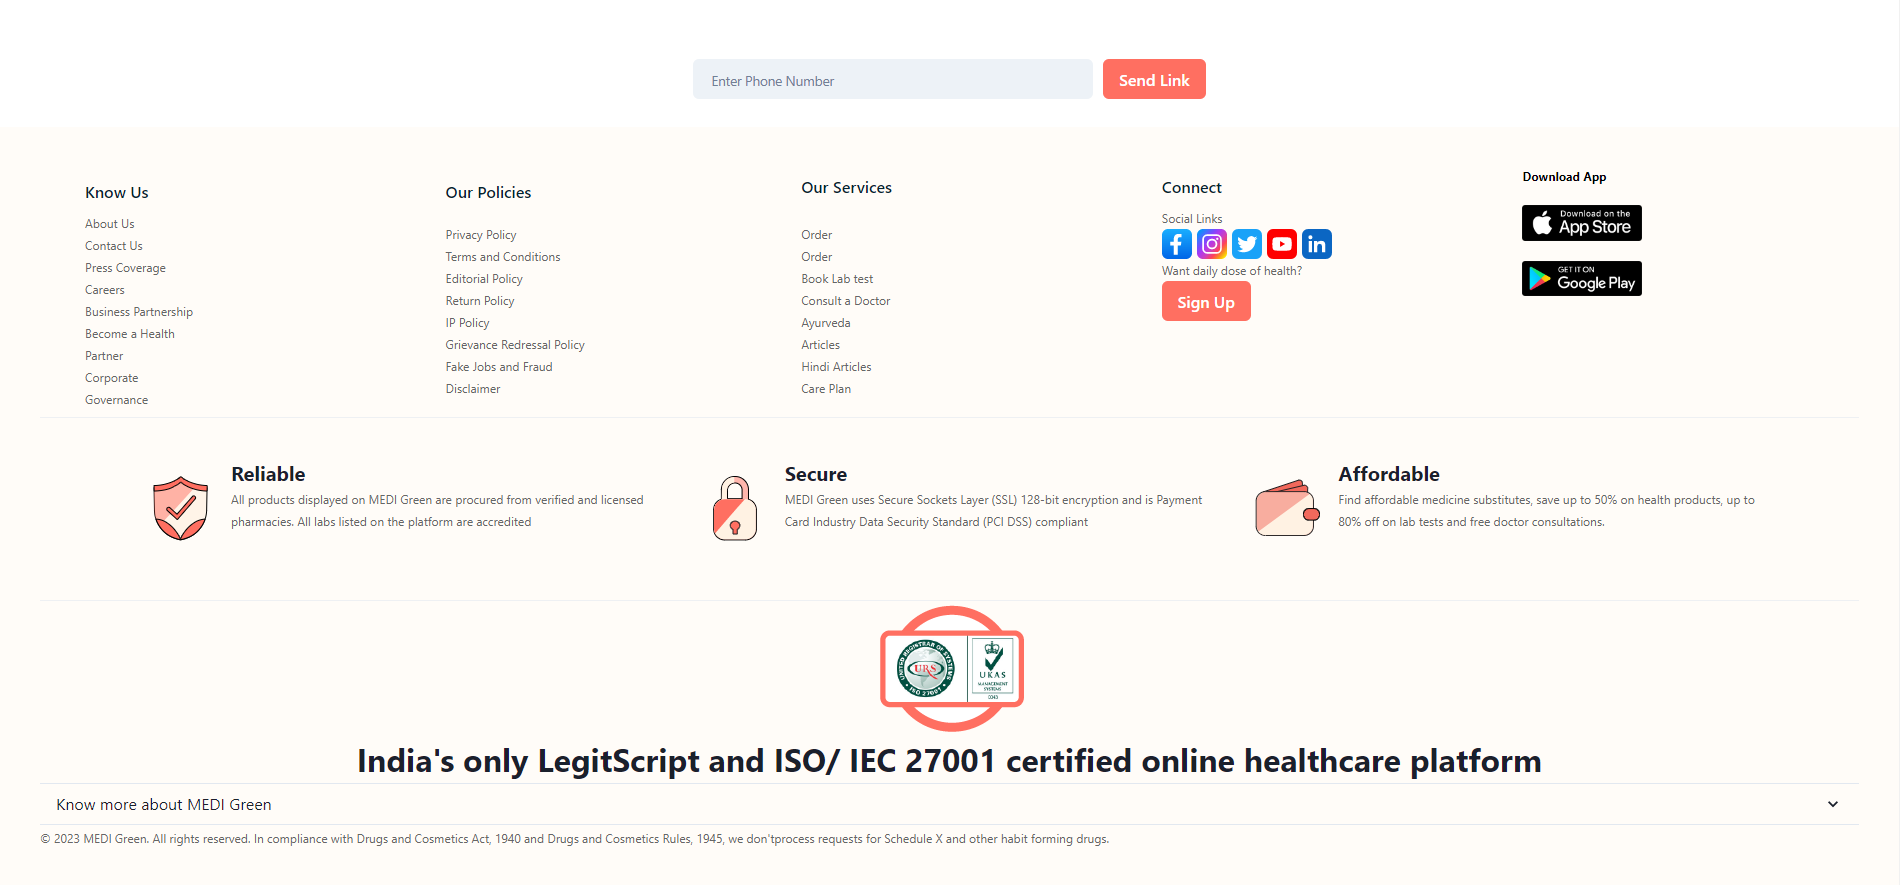 Enter Phone Number
Send Link
Know Us
About Us
Contact Us
Press Coverage
Careers
Business Partnership
Become a Health
Partner
Corporate
Governance
Our Policies
Privacy Policy
Terms and Conditions
Editorial Policy
Return Policy
IP Policy
Grievance Redressal Policy
Fake Jobs and Fraud
Disclaimer
Our Services
Order
Order
Book Lab test
Consult a Doctor
Ayurveda
Articles
Hindi Articles
Care Plan
Connect
Social Links
Want daily dose of health?
Sign Up
Download App
Download on the
App Store
GET IT ON
Google Play
Reliable
All products displayed on MEDI Green are procured from verified and licensed
pharmacies. All labs listed on the platform are accredited
Secure
MEDI Green uses Secure Sockets Layer (SSL) 128-bit encryption and is Payment
Card Industry Data Security Standard (PCI DSS) compliant
Affordable
Find affordable medicine substitutes, save up to 50% on health products, up to
80% off on lab tests and free doctor consultations.
UNITED REGISTRAR OF SYSTEMS
URS
ISO 27001
UKAS
MANAGEMENT
SYSTEMS
India's only LegitScript and ISO/ IEC 27001 certified online healthcare platform
Know more about MEDI Green
© 2023 MEDI Green. All rights reserved. In compliance with Drugs and Cosmetics Act, 1940 and Drugs and Cosmetics Rules, 1945, we don'tprocess requests for Schedule X and other habit forming drugs.